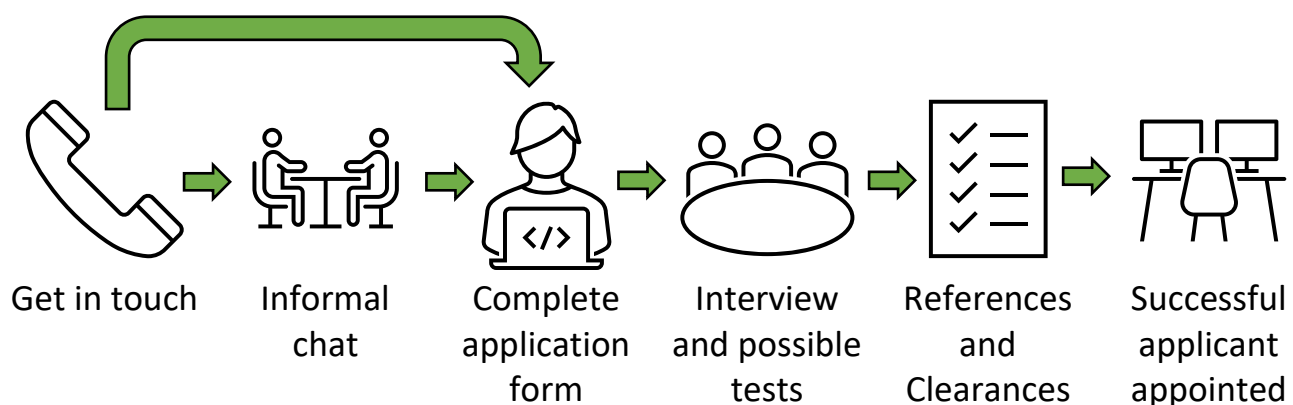 </>
Get in touch
Informal
chat
Complete
application
form
Interview
and possible
tests
References
and
Clearances
Successful
applicant
appointed